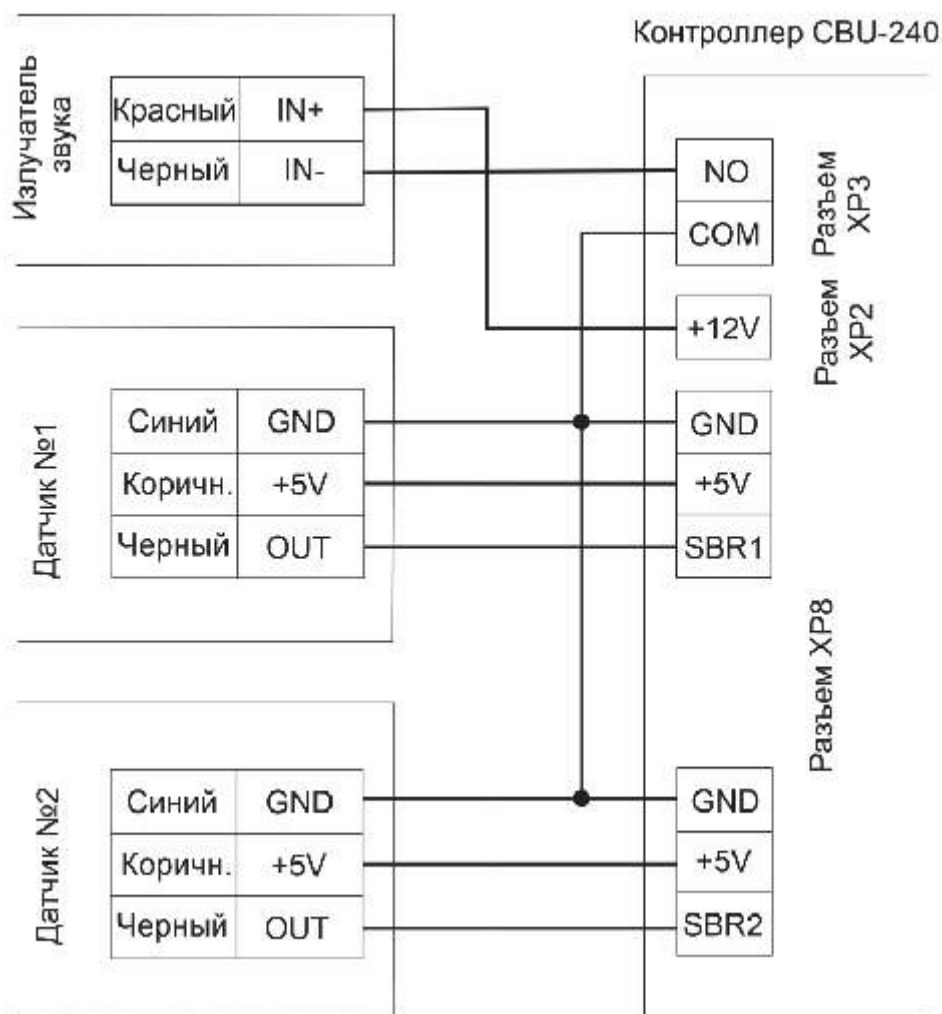 Контроллер CBU-240
Излучатель
звука
Красный IN+
Черный IN-
NO
COM
Разъем
XP3
+12V
Разъем
XP2
Датчик №1
Синий GND
Коричн. +5V
Черный OUT
GND
+5V
SBR1
Разъем XP8
Датчик №2
Синий GND
Коричн. +5V
Черный OUT
GND
+5V
SBR2